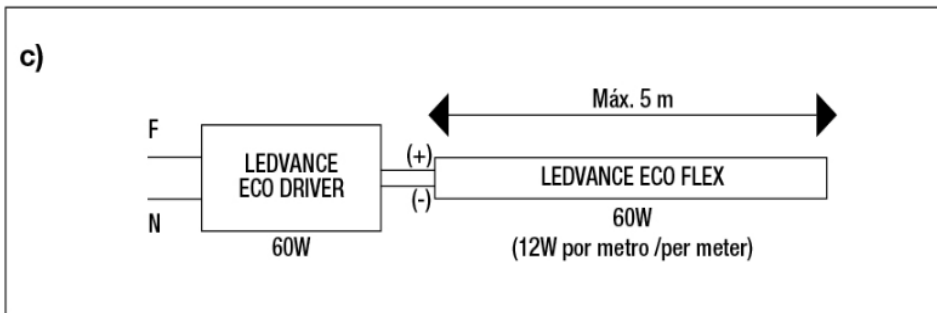 c)
Máx. 5 m
F
LEDVANCE
ECO DRIVER
(+)
LEDVANCE ECO FLEX
(-)
N
60W
60W
(12W por metro /per meter)